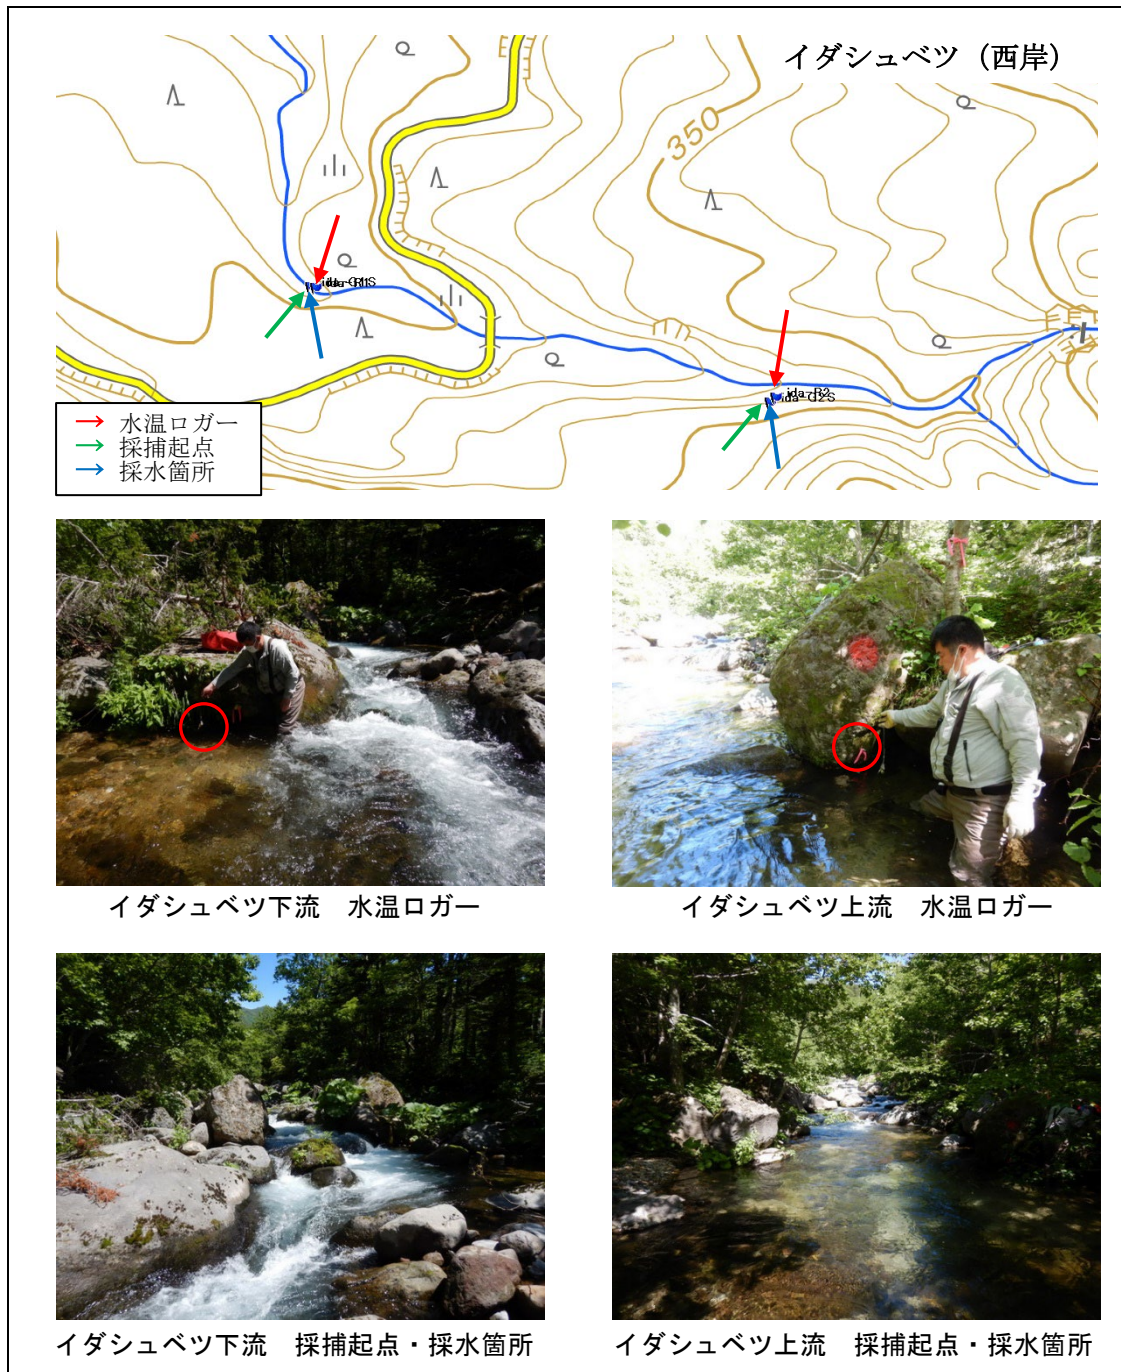 イダシュベツ（西岸）
350
ida-R2
水温ロガー
採捕起点
採水箇所
イダシュベツ下流　水温ロガー
イダシュベツ上流　水温ロガー
イダシュベツ下流　採捕起点・採水箇所
イダシュベツ上流　採捕起点・採水箇所